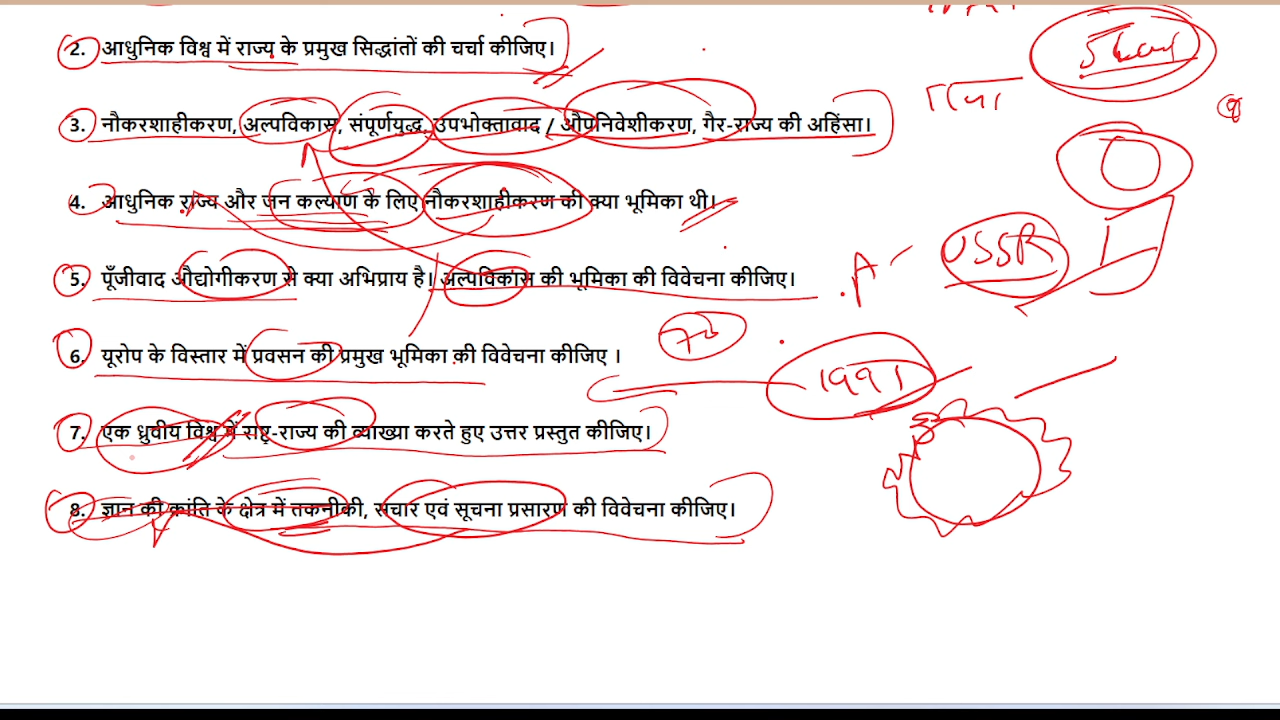 2. आधुनिक विश्व में राज्य के प्रमुख सिद्धांतों की चर्चा कीजिए।
3. नौकरशाहीकरण, अल्पविकास, संपूर्णयुद्ध, उपभोक्तावाद / औपनिवेशीकरण, गैर-राज्य की अहिंसा।
4. आधुनिक राज्य और जन कल्याण के लिए नौकरशाहीकरण की क्या भूमिका थी।
A - USSR
5. पूँजीवाद औद्योगीकरण से क्या अभिप्राय है। अल्पविकास की भूमिका की विवेचना कीजिए।
6. यूरोप के विस्तार में प्रवसन की प्रमुख भूमिका की विवेचना कीजिए ।
1991
7. एक ध्रुवीय विश्व में राष्ट्र-राज्य की व्याख्या करते हुए उत्तर प्रस्तुत कीजिए।
8. ज्ञान की क्रांति के क्षेत्र में तकनीकी, संचार एवं सूचना प्रसारण की विवेचना कीजिए।